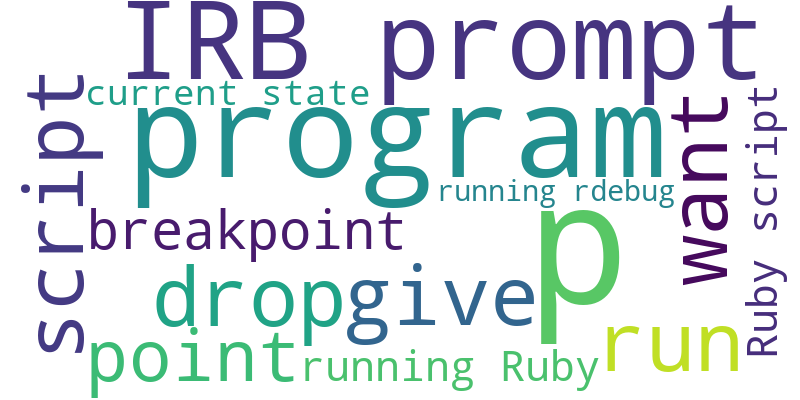 IRB prompt
script
current state
program
want
Ruby script
running rdebug
breakpoint
p
drop
give
point
running Ruby
run